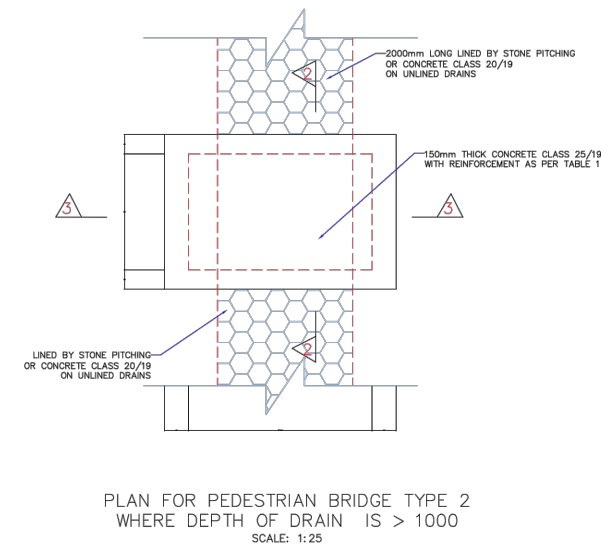 2
2000mm LONG LINED BY STONE PITCHING
OR CONCRETE CLASS 20/19
ON UNLINED DRAINS
150mm THICK CONCRETE CLASS 25/19
WITH REINFORCEMENT AS PER TABLE 1
3
3
LINED BY STONE PITCHING
OR CONCRETE CLASS 20/19
ON UNLINED DRAINS
2
PLAN FOR PEDESTRIAN BRIDGE TYPE 2
WHERE DEPTH OF DRAIN IS > 1000
SCALE: 1:25